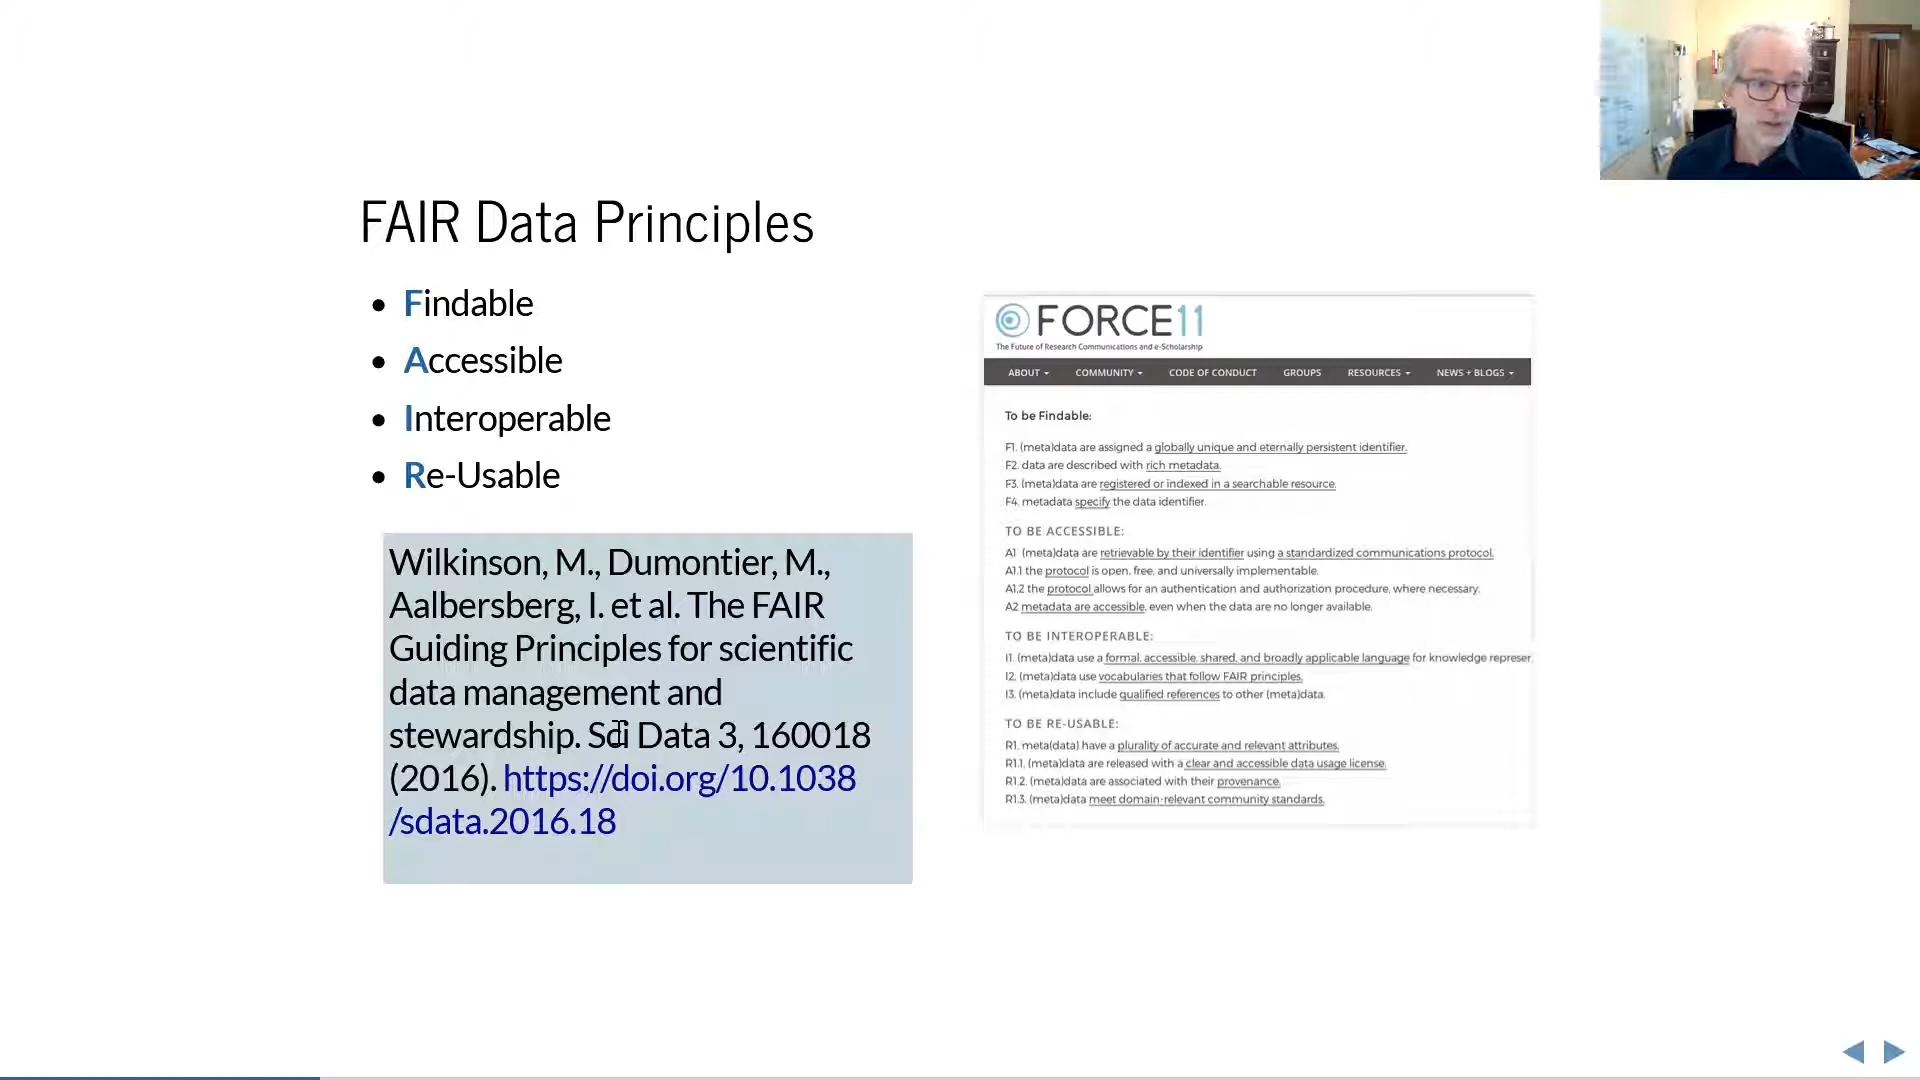 FAIR Data Principles
Findable
Accessible
Interoperable
Re-Usable
Wilkinson, M., Dumontier, M.,
Aalbersberg, I. et al. The FAIR
Guiding Principles for scientific
data management and
stewardship. Sci Data 3, 160018
(2016). https://doi.org/10.1038
/sdata.2016.18
FORCE11
The Future of Research Communications and e-Scholarship
ABOUT COMMUNITY CODE OF CONDUCT GROUPS RESOURCES NEWS + BLOGS
To be Findable:
F1. (meta)data are assigned a globally unique and eternally persistent identifier.
F2. data are described with rich metadata.
F3. (meta)data are registered or indexed in a searchable resource.
F4. metadata specify the data identifier.
TO BE ACCESSIBLE:
A1 (meta)data are retrievable by their identifier using a standardized communications protocol.
A1.1 the protocol is open, free, and universally implementable.
A1.2 the protocol allows for an authentication and authorization procedure, where necessary.
A2 metadata are accessible, even when the data are no longer available.
TO BE INTEROPERABLE:
I1. (meta)data use a formal, accessible, shared, and broadly applicable language for knowledge represen
I2. (meta)data use vocabularies that follow FAIR principles.
I3. (meta)data include qualified references to other (meta)data.
TO BE RE-USABLE:
R1. meta(data) have a plurality of accurate and relevant attributes.
R1.1. (meta)data are released with a clear and accessible data usage license.
R1.2. (meta)data are associated with their provenance.
R1.3. (meta)data meet domain-relevant community standards.